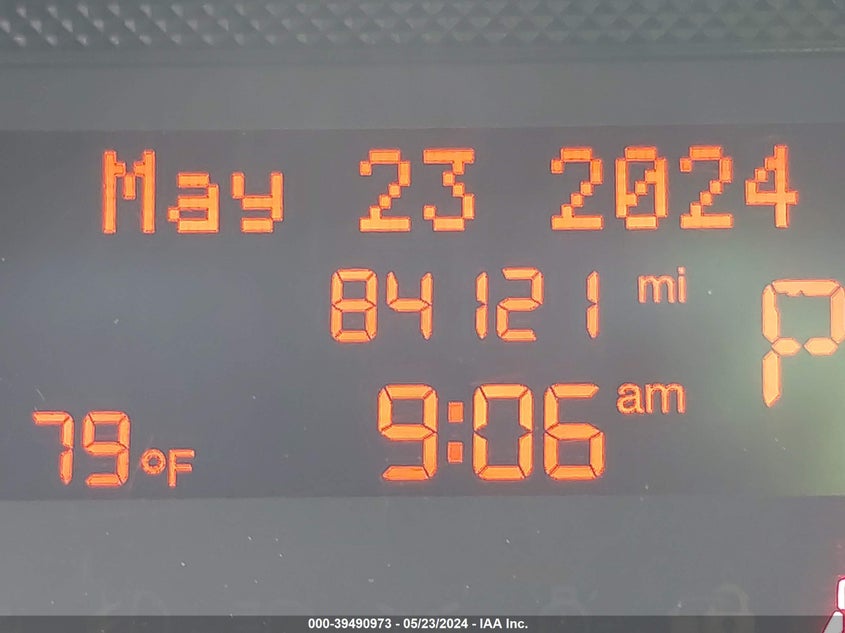 May 23 2024
84121 mi
P
79 °F
9:06 am
000-39490973 - 05/23/2024 - IAA Inc.